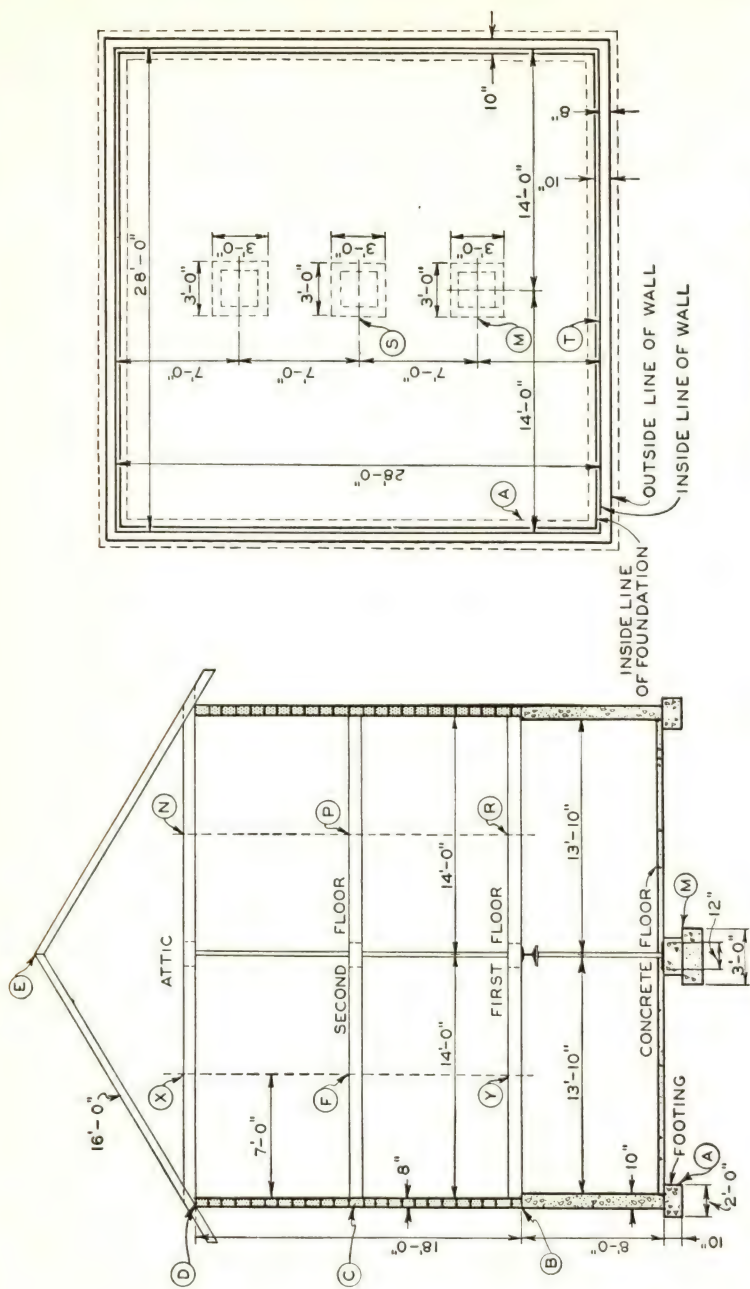 E
16'-0"
D
X
ATTIC
N
7'-0"
C
F
SECOND FLOOR
P
18'-0"
8"
14'-0"
14'-0"
B
Y
FIRST FLOOR
R
8'-0"
10"
13'-10"
13'-10"
FOOTING
CONCRETE FLOOR
10"
A
2'-0"
M
12"
3'-0"
28'-0"
10"
7'-0"
3'-0"
3'-0"
7'-0"
3'-0"
3'-0"
S
28'-0"
7'-0"
3'-0"
3'-0"
M
7'-0"
14'-0"
14'-0"
A
T
10"
8"
INSIDE LINE
OF FOUNDATION
OUTSIDE LINE OF WALL
INSIDE LINE OF WALL